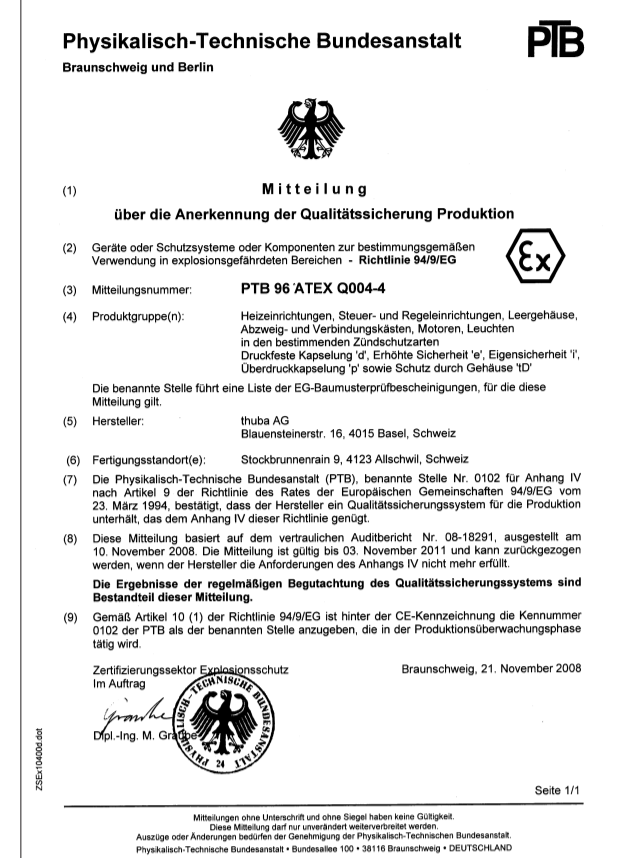 Physikalisch-Technische Bundesanstalt
PTB
Braunschweig und Berlin
(1) Mitteilung
über die Anerkennung der Qualitätssicherung Produktion
(2) Geräte oder Schutzsysteme oder Komponenten zur bestimmungsgemäßen
Verwendung in explosionsgefährdeten Bereichen - Richtlinie 94/9/EG
Ex
(3) Mitteilungsnummer: PTB 96 ATEX Q004-4
(4) Produktgruppe(n): Heizeinrichtungen, Steuer- und Regeleinrichtungen, Leergehäuse,
Abzweig- und Verbindungskästen, Motoren, Leuchten
in den bestimmenden Zündschutzarten
Druckfeste Kapselung 'd', Erhöhte Sicherheit 'e', Eigensicherheit 'i',
Überdruckkapselung 'p' sowie Schutz durch Gehäuse 'tD'
Die benannte Stelle führt eine Liste der EG-Baumusterprüfbescheinigungen, für die diese
Mitteilung gilt.
(5) Hersteller: thuba AG
Blauensteinerstr. 16, 4015 Basel, Schweiz
(6) Fertigungsstandort(e): Stockbrunnenrain 9, 4123 Allschwil, Schweiz
(7) Die Physikalisch-Technische Bundesanstalt (PTB), benannte Stelle Nr. 0102 für Anhang IV
nach Artikel 9 der Richtlinie des Rates der Europäischen Gemeinschaften 94/9/EG vom
23. März 1994, bestätigt, dass der Hersteller ein Qualitätssicherungssystem für die Produktion
unterhält, das dem Anhang IV dieser Richtlinie genügt.
(8) Diese Mitteilung basiert auf dem vertraulichen Auditbericht Nr. 08-18291, ausgestellt am
10. November 2008. Die Mitteilung ist gültig bis 03. November 2011 und kann zurückgezogen
werden, wenn der Hersteller die Anforderungen des Anhangs IV nicht mehr erfüllt.
Die Ergebnisse der regelmäßigen Begutachtung des Qualitätssicherungssystems sind
Bestandteil dieser Mitteilung.
(9) Gemäß Artikel 10 (1) der Richtlinie 94/9/EG ist hinter der CE-Kennzeichnung die Kennummer
0102 der PTB als der benannten Stelle anzugeben, die in der Produktionsüberwachungsphase
tätig wird.
Zertifizierungssektor Explosionsschutz Braunschweig, 21. November 2008
Im Auftrag
PHYSIKALISCH-TECHNISCHE BUNDESANSTALT
24
Dipl.-Ing. M. Graube
ZSEx10400d.dot
Seite 1/1
Mitteilungen ohne Unterschrift und ohne Siegel haben keine Gültigkeit.
Diese Mitteilung darf nur unverändert weiterverbreitet werden.
Auszüge oder Änderungen bedürfen der Genehmigung der Physikalisch-Technischen Bundesanstalt.
Physikalisch-Technische Bundesanstalt • Bundesallee 100 • 38116 Braunschweig • DEUTSCHLAND